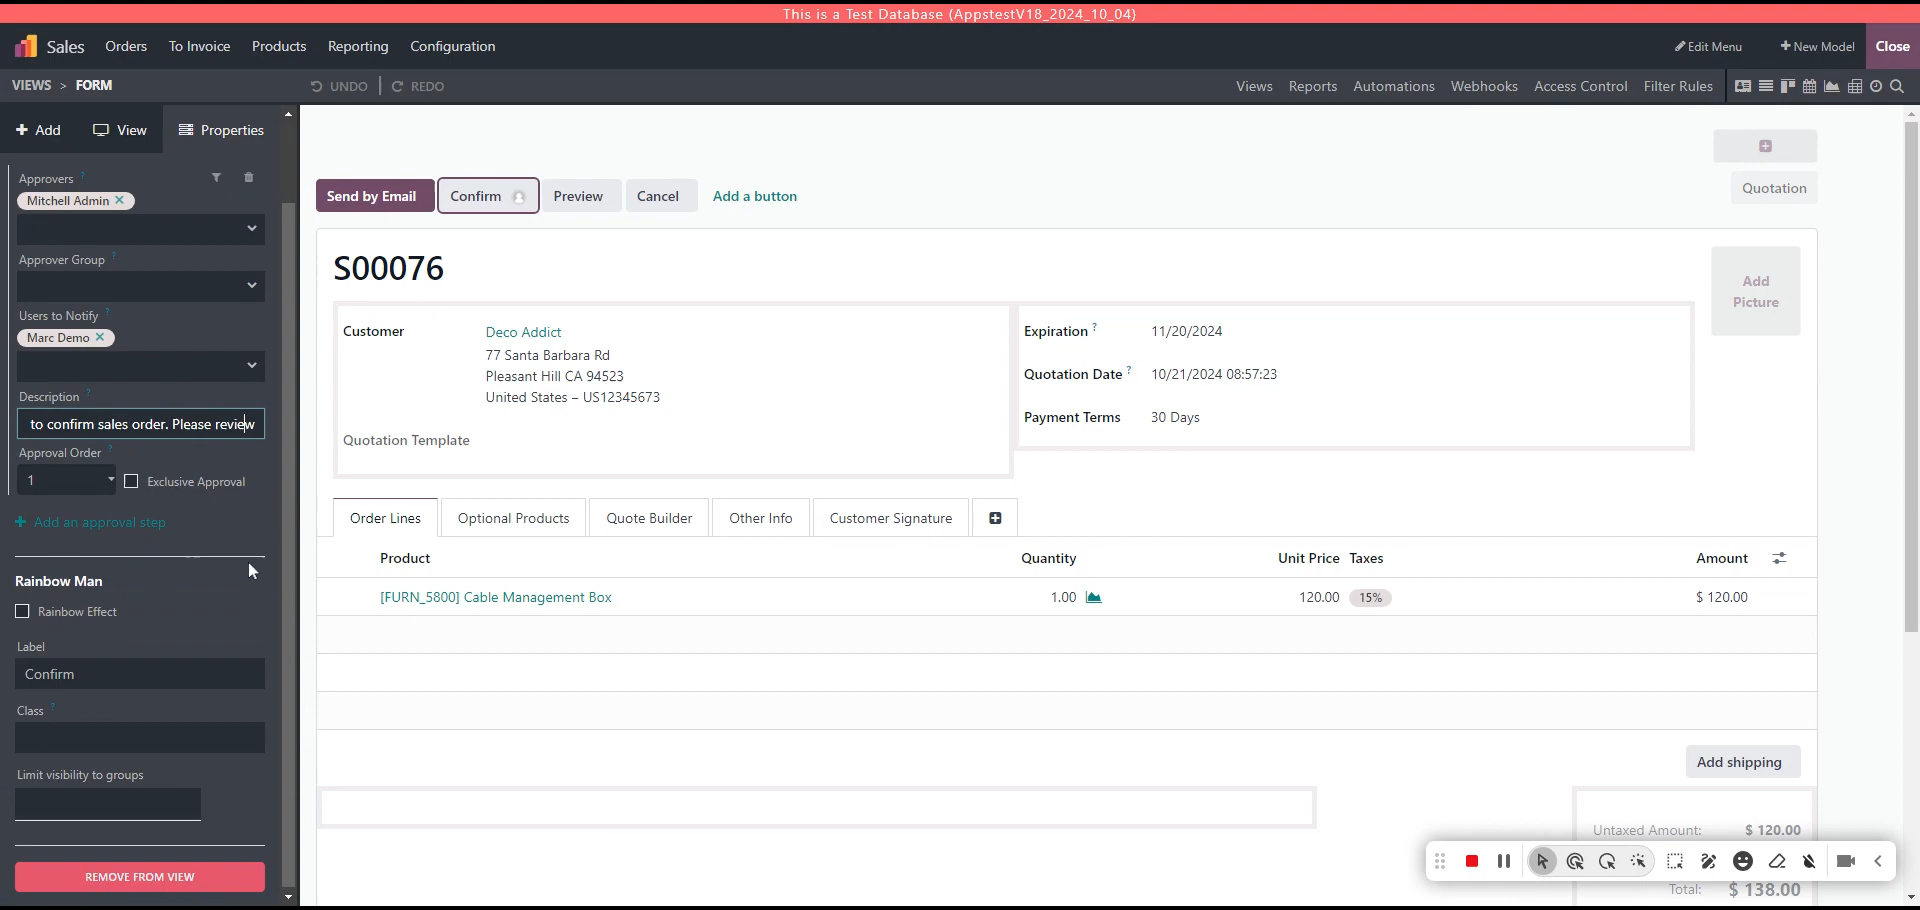 This is a Test Database (AppstestV18_2024_10_04)
Sales Orders To Invoice Products Reporting Configuration Edit Menu New Model Close
VIEWS > FORM UNDO REDO Views Reports Automations Webhooks Access Control Filter Rules
Add View Properties
Approvers ?
Mitchell Admin
Approver Group ?
Users to Notify ?
Marc Demo
Description ?
to confirm sales order. Please review
Approval Order ?
1 Exclusive Approval
Add an approval step
Rainbow Man
Rainbow Effect
Label
Confirm
Class ?
Limit visibility to groups
REMOVE FROM VIEW
Quotation
Send by Email Confirm Preview Cancel Add a button
S00076
Add
Picture
Customer Deco Addict
77 Santa Barbara Rd
Pleasant Hill CA 94523
United States – US12345673
Quotation Template
Expiration ? 11/20/2024
Quotation Date ? 10/21/2024 08:57:23
Payment Terms 30 Days
Order Lines Optional Products Quote Builder Other Info Customer Signature
Product Quantity Unit Price Taxes Amount
[FURN_5800] Cable Management Box 1.00 120.00 15% $ 120.00
Add shipping
Untaxed Amount: $ 120.00
Total: $ 138.00